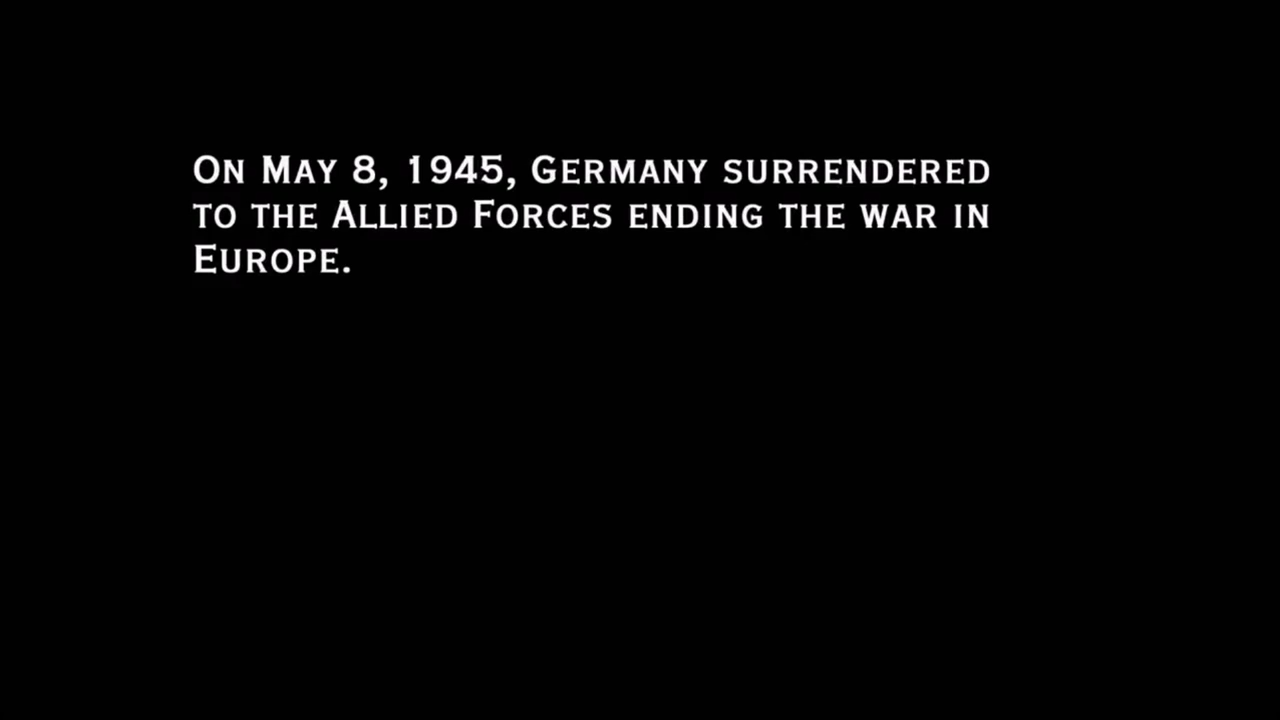 On May 8, 1945, Germany surrendered
to the Allied Forces ending the war in
Europe.